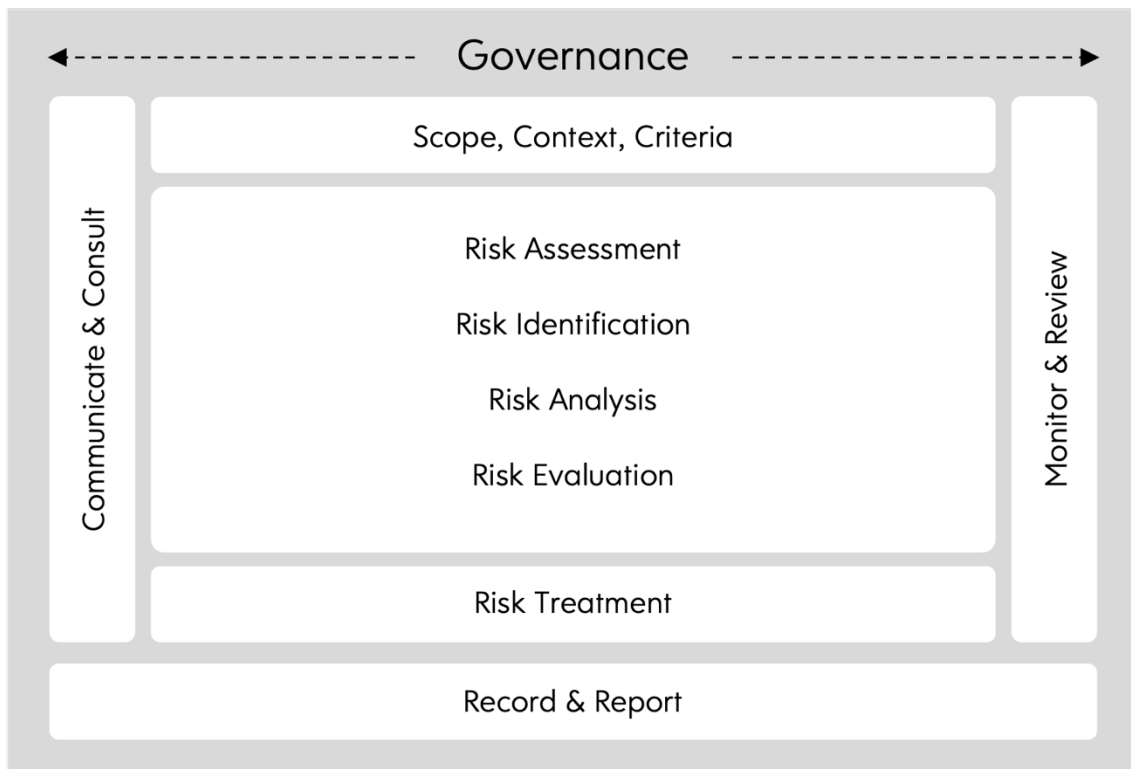 Governance
Scope, Context, Criteria
Communicate & Consult
Risk Assessment
Risk Identification
Risk Analysis
Risk Evaluation
Monitor & Review
Risk Treatment
Record & Report